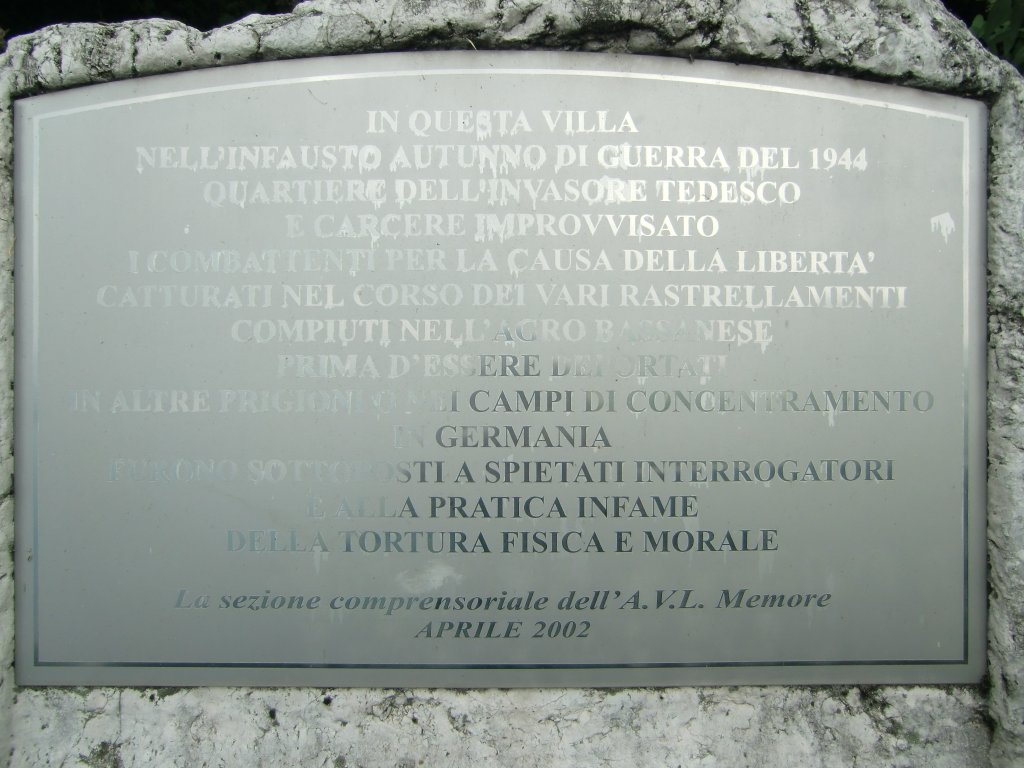 IN QUESTA VILLA
NELL'INFAUSTO AUTUNNO DI GUERRA DEL 1944
QUARTIERE DELL'INVASORE TEDESCO
E CARCERE IMPROVVISATO
I COMBATTENTI PER LA CAUSA DELLA LIBERTA'
CATTURATI NEL CORSO DEI VARI RASTRELLAMENTI
COMPIUTI NELL'AGRO BASSANESE
PRIMA D'ESSERE DEPORTATI
IN ALTRE PRIGIONI O NEI CAMPI DI CONCENTRAMENTO
IN GERMANIA
FURONO SOTTOPOSTI A SPIETATI INTERROGATORI
E ALLA PRATICA INFAME
DELLA TORTURA FISICA E MORALE
La sezione comprensoriale dell'A.V.L. Memore
APRILE 2002